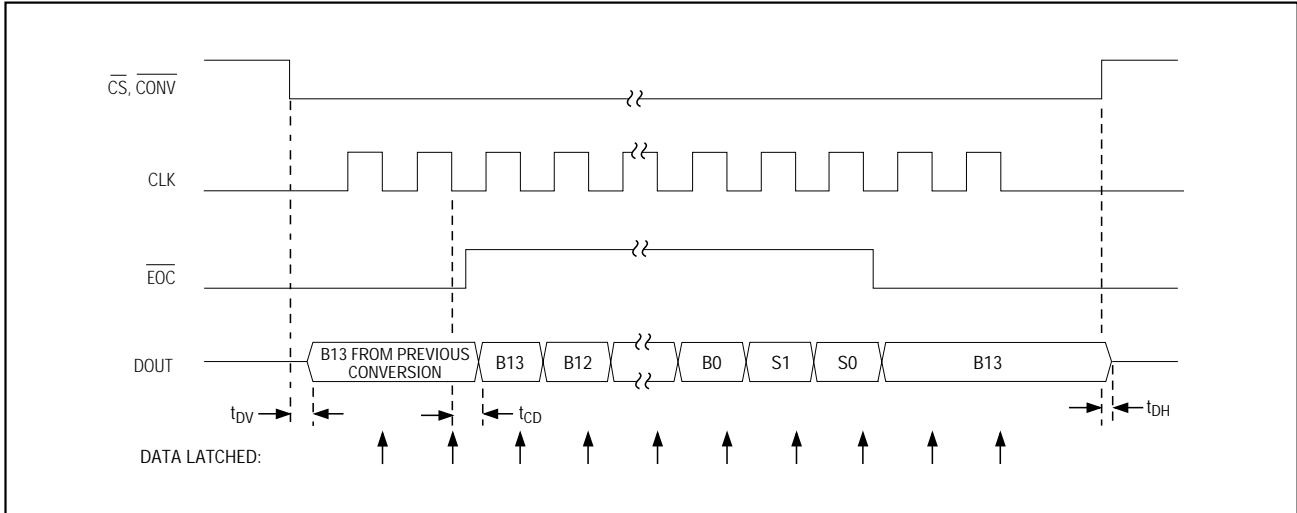 CS, CONV
CLK
EOC
DOUT
B13 FROM PREVIOUS
CONVERSION
B13
B12
B0
S1
S0
B13
tDV
tCD
tDH
DATA LATCHED: